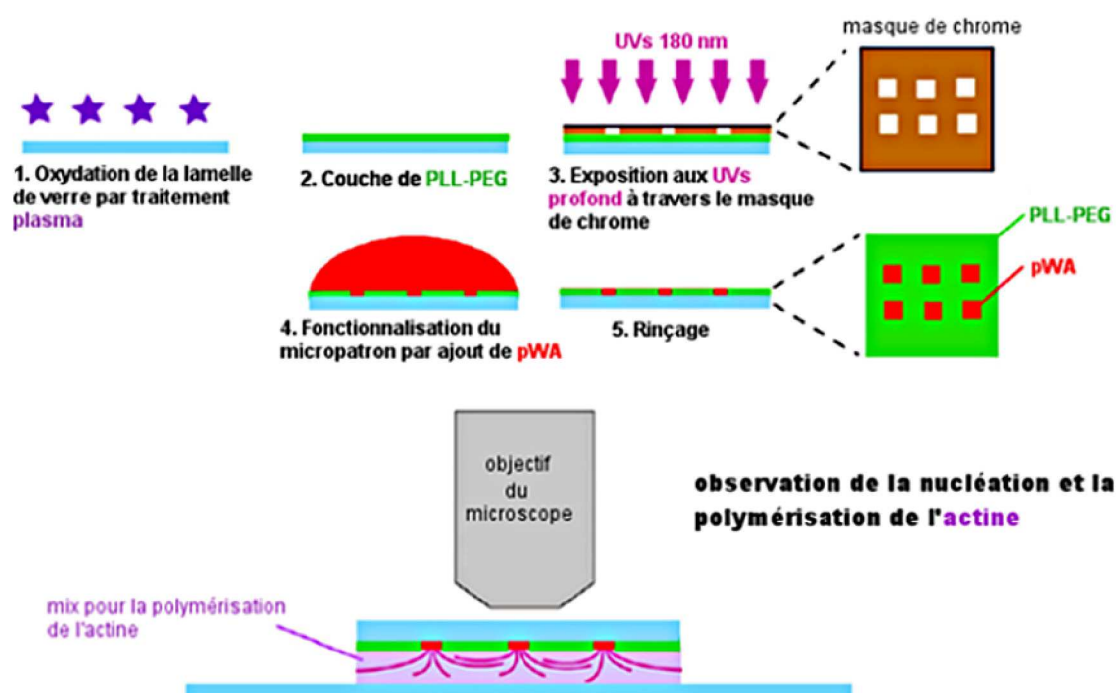 masque de chrome
UVs 180 nm
1. Oxydation de la lamelle
de verre par traitement
plasma
2. Couche de PLL-PEG
3. Exposition aux UVs
profond à travers le masque
de chrome
PLL-PEG
pWA
4. Fonctionnalisation du
micropatron par ajout de pWA
5. Rinçage
objectif
du
microscope
observation de la nucléation et la
polymérisation de l'actine
mix pour la polymérisation
de l'actine